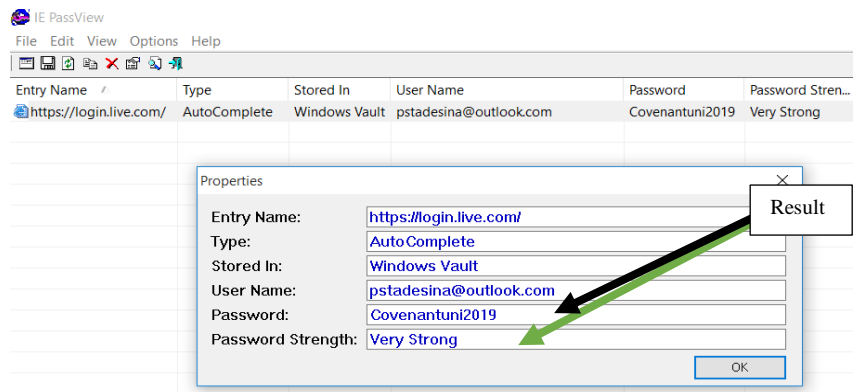 IE PassView
File Edit View Options Help
Entry Name Type Stored In User Name Password Password Stren...
https://login.live.com/ AutoComplete Windows Vault pstadesina@outlook.com Covenantuni2019 Very Strong
Properties
Result
Entry Name: https://login.live.com/
Type: AutoComplete
Stored In: Windows Vault
User Name: pstadesina@outlook.com
Password: Covenantuni2019
Password Strength: Very Strong
OK